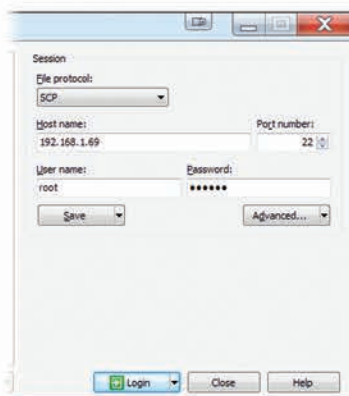 Session
File protocol:
SCP
Host name: Port number:
192.168.1.69 22
User name: Password:
root ••••••
Save Advanced...
Login Close Help